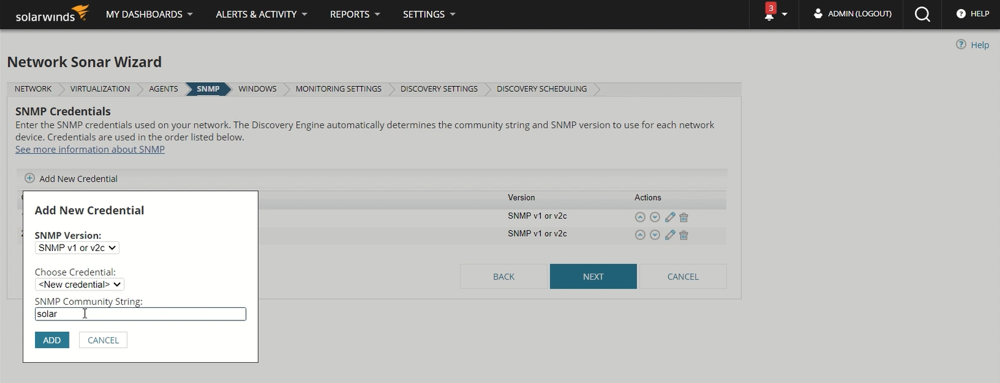 solarwinds MY DASHBOARDS ALERTS & ACTIVITY REPORTS SETTINGS 3 ADMIN (LOGOUT) ? HELP
? Help
Network Sonar Wizard
NETWORK VIRTUALIZATION AGENTS SNMP WINDOWS MONITORING SETTINGS DISCOVERY SETTINGS DISCOVERY SCHEDULING
SNMP Credentials
Enter the SNMP credentials used on your network. The Discovery Engine automatically determines the community string and SNMP version to use for each network
device. Credentials are used in the order listed below.
See more information about SNMP
Add New Credential
Version Actions
SNMP v1 or v2c
SNMP v1 or v2c
BACK NEXT CANCEL
Add New Credential
SNMP Version:
SNMP v1 or v2c
Choose Credential:
<New credential>
SNMP Community String:
solar
ADD CANCEL